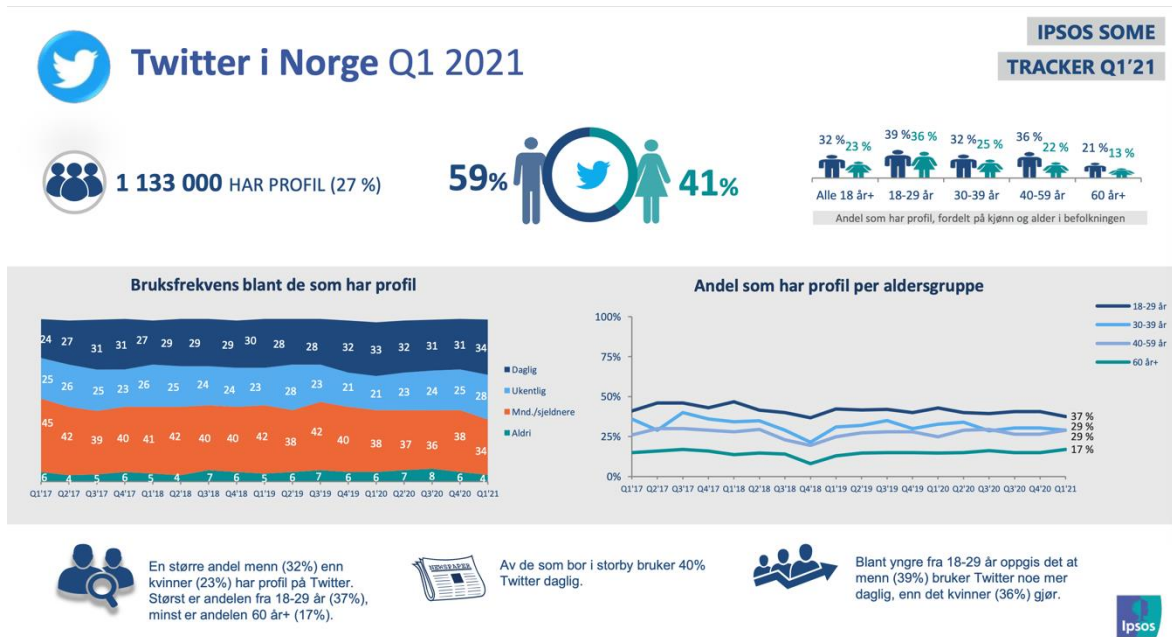 Twitter i Norge Q1 2021
IPSOS SOME
TRACKER Q1'21
1 133 000 HAR PROFIL (27 %)
59%
41%
32 % 23 % 39 % 36 % 32 % 25 % 36 % 22 % 21 % 13 %
Alle 18 år+ 18-29 år 30-39 år 40-59 år 60 år+
Andel som har profil, fordelt på kjønn og alder i befolkningen
Bruksfrekvens blant de som har profil
24 27 31 31 27 29 29 29 30 28 28 32 33 32 31 31 34
25 26 25 23 26 25 24 24 23 28 23 21 21 23 24 25 28
45 42 39 40 41 42 40 40 42 38 42 40 38 37 36 38 34
6 4 5 6 5 4 7 6 5 6 7 6 6 7 8 6 4
Q1'17 Q2'17 Q3'17 Q4'17 Q1'18 Q2'18 Q3'18 Q4'18 Q1'19 Q2'19 Q3'19 Q4'19 Q1'20 Q2'20 Q3'20 Q4'20 Q1'21
Daglig
Ukentlig
Mnd./sjeldnere
Aldri
Andel som har profil per aldersgruppe
100%
75%
50%
25%
0%
Q1'17 Q2'17 Q3'17 Q4'17 Q1'18 Q2'18 Q3'18 Q4'18 Q1'19 Q2'19 Q3'19 Q4'19 Q1'20 Q2'20 Q3'20 Q4'20 Q1'21
18-29 år
30-39 år
40-59 år
60 år+
37 %
29 %
29 %
17 %
En større andel menn (32%) enn
kvinner (23%) har profil på Twitter.
Størst er andelen fra 18-29 år (37%),
minst er andelen 60 år+ (17%).
NEWSPAPER
Av de som bor i storby bruker 40%
Twitter daglig.
Blant yngre fra 18-29 år oppgis det at
menn (39%) bruker Twitter noe mer
daglig, enn det kvinner (36%) gjør.
Ipsos